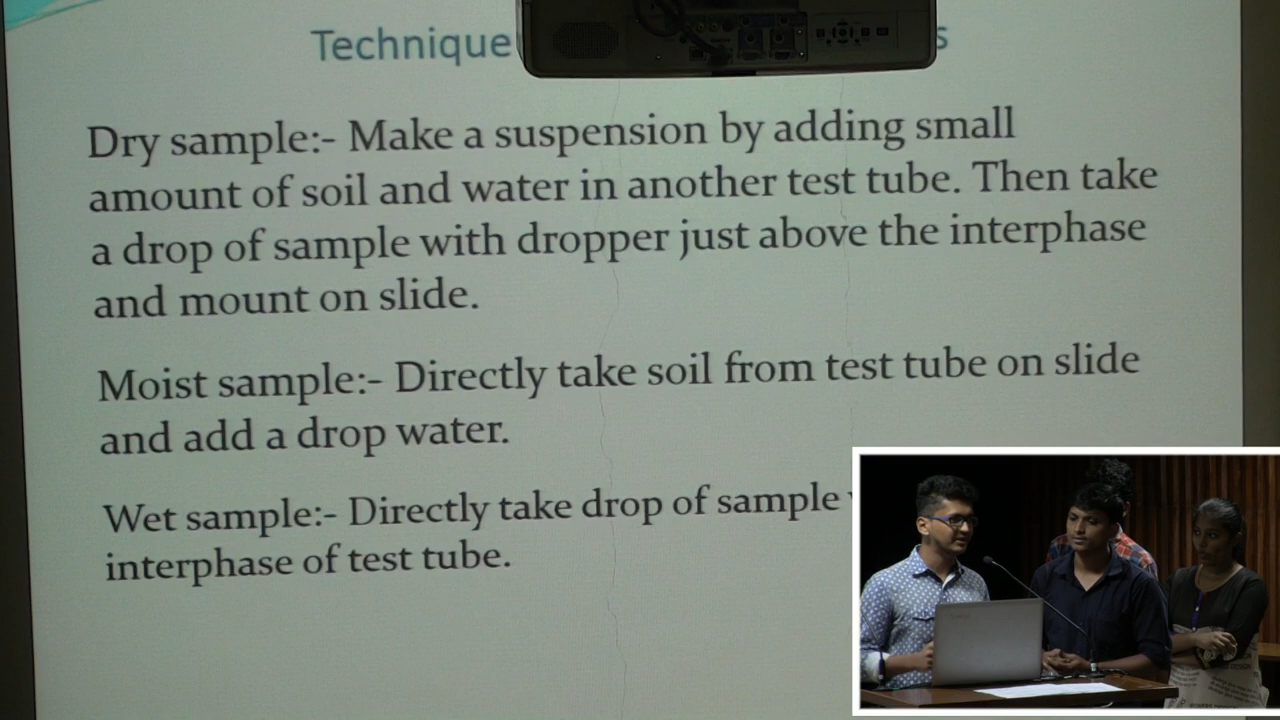 Technique
Dry sample:- Make a suspension by adding small
amount of soil and water in another test tube. Then take
a drop of sample with dropper just above the interphase
and mount on slide.
Moist sample:- Directly take soil from test tube on slide
and add a drop water.
Wet sample:- Directly take drop of sample
interphase of test tube.